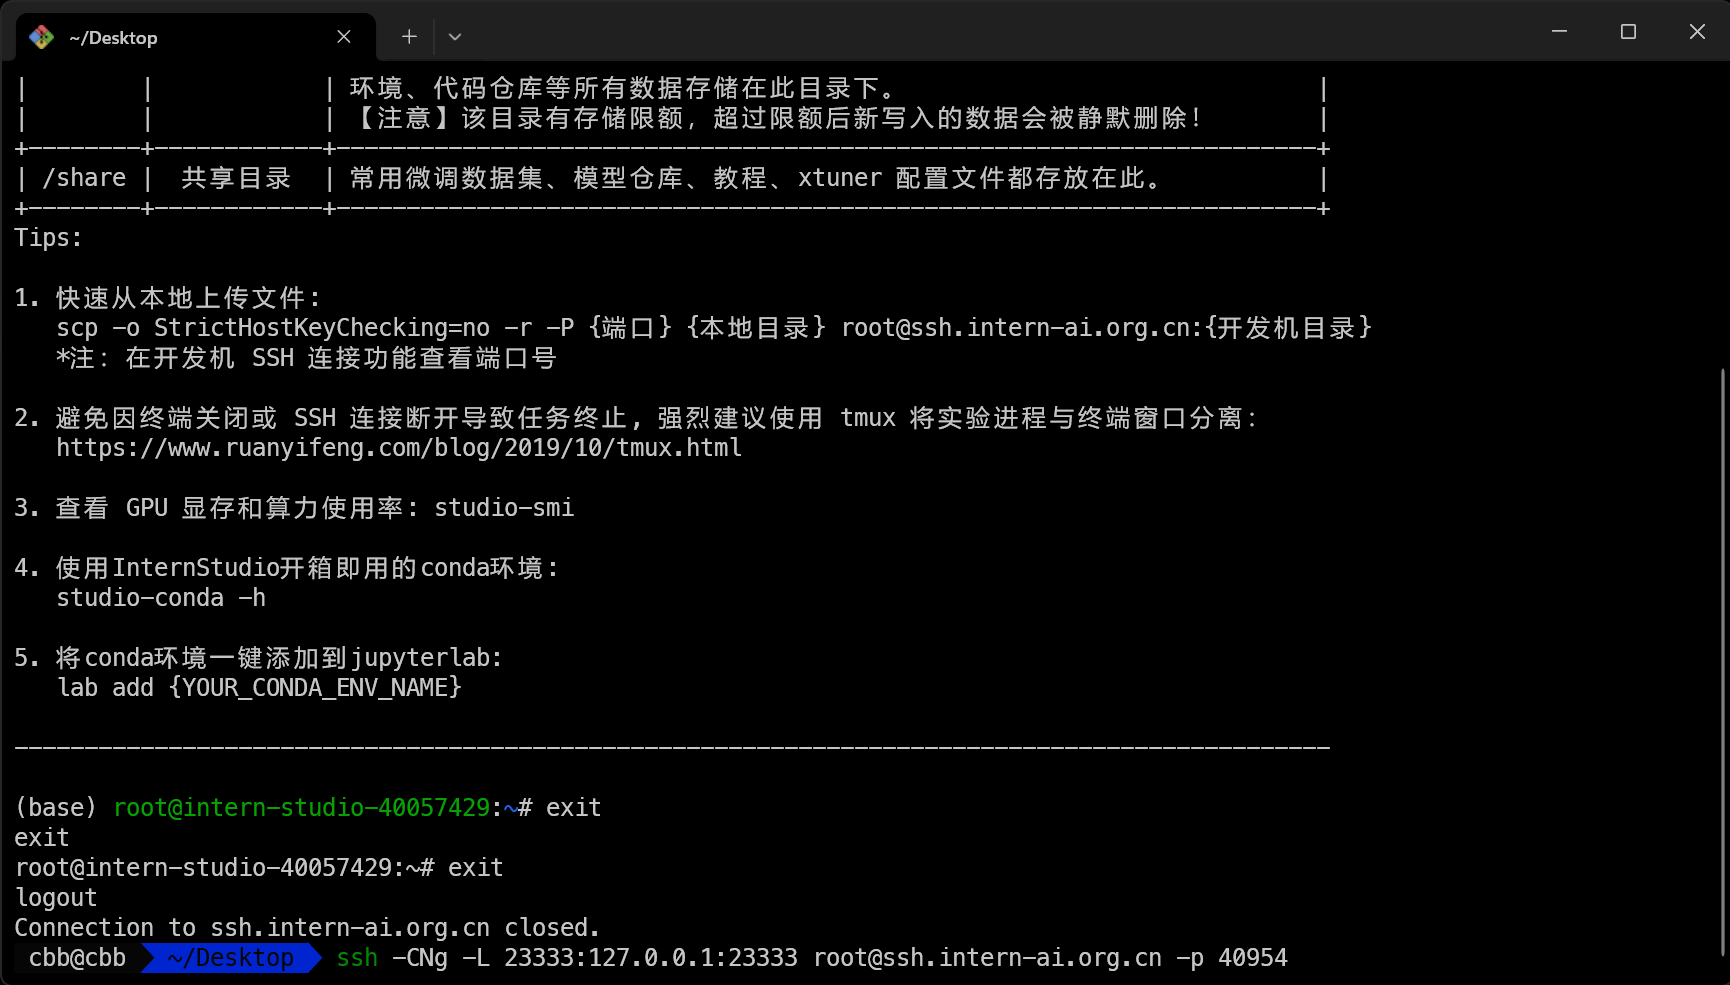 ~/Desktop
| | | 环境、代码仓库等所有数据存储在此目录下。 |
| | | 【注意】该目录有存储限额，超过限额后新写入的数据会被静默删除！ |
+--------+------------+----------------------------------------------------------------------+
| /share | 共享目录 | 常用微调数据集、模型仓库、教程、xtuner 配置文件都存放在此。 |
+--------+------------+----------------------------------------------------------------------+
Tips:
1. 快速从本地上传文件：
scp -o StrictHostKeyChecking=no -r -P {端口} {本地目录} root@ssh.intern-ai.org.cn:{开发机目录}
*注：在开发机 SSH 连接功能查看端口号
2. 避免因终端关闭或 SSH 连接断开导致任务终止，强烈建议使用 tmux 将实验进程与终端窗口分离：
https://www.ruanyifeng.com/blog/2019/10/tmux.html
3. 查看 GPU 显存和算力使用率：studio-smi
4. 使用InternStudio开箱即用的conda环境：
studio-conda -h
5. 将conda环境一键添加到jupyterlab:
lab add {YOUR_CONDA_ENV_NAME}
----------------------------------------------------------------------------------------------
(base) root@intern-studio-40057429:~# exit
exit
root@intern-studio-40057429:~# exit
logout
Connection to ssh.intern-ai.org.cn closed.
cbb@cbb ~/Desktop ssh -CNg -L 23333:127.0.0.1:23333 root@ssh.intern-ai.org.cn -p 40954